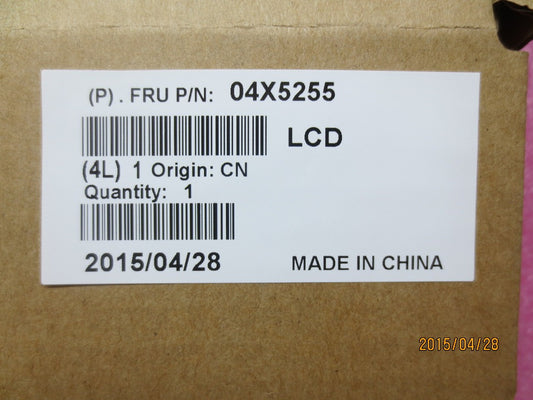 (P) . FRU P/N: 04X5255
LCD
(4L) 1 Origin: CN
Quantity: 1
2015/04/28 MADE IN CHINA
2015/04/28